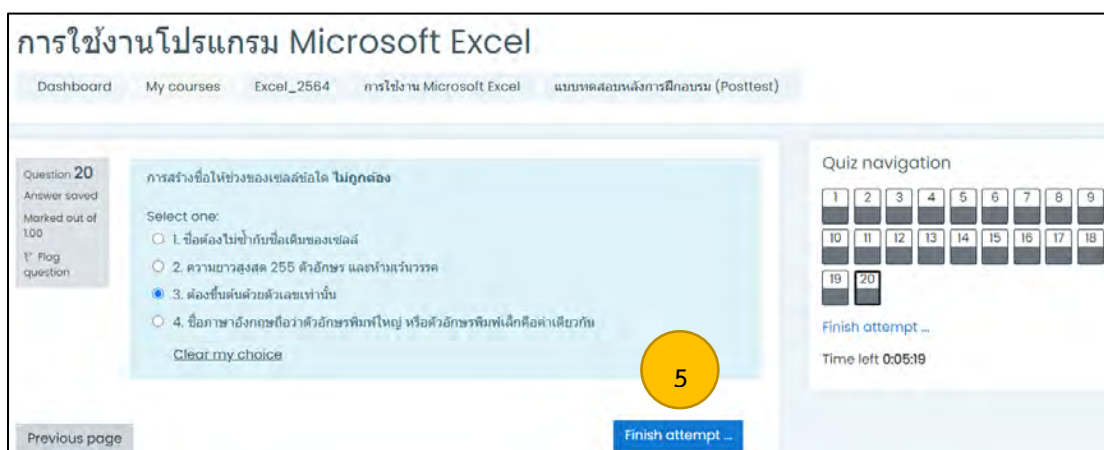 การใช้งานโปรแกรม Microsoft Excel
Dashboard My courses Excel_2564 การใช้งาน Microsoft Excel แบบทดสอบหลังการฝึกอบรม (Posttest)
Question 20
Answer saved
Marked out of
1.00
Flag
question
การสร้างชื่อให้ช่วงของเซลล์ข้อใด ไม่ถูกต้อง
Select one:
1. ชื่อต้องไม่ซ้ำกับชื่อเดิมของเซลล์
2. ความยาวสูงสุด 255 ตัวอักษร และห้ามเว้นวรรค
3. ต้องขึ้นต้นด้วยตัวเลขเท่านั้น
4. ชื่อภาษาอังกฤษถือว่าตัวอักษรพิมพ์ใหญ่ หรือตัวอักษรพิมพ์เล็กคือค่าเดียวกัน
Clear my choice
5
Previous page
Finish attempt ...
Quiz navigation
1 2 3 4 5 6 7 8 9
10 11 12 13 14 15 16 17 18
19 20
Finish attempt ...
Time left 0:05:19